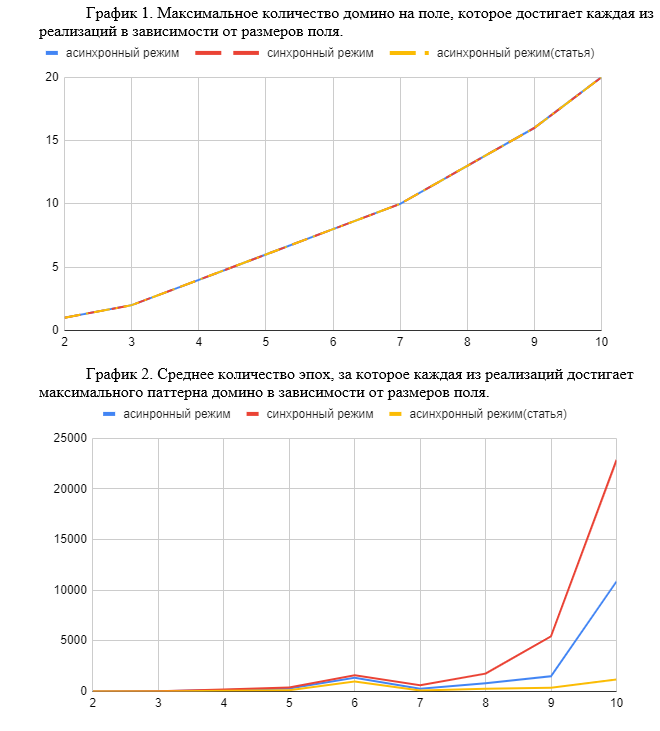 График 1. Максимальное количество домино на поле, которое достигает каждая из
реализаций в зависимости от размеров поля.
асинхронный режим синхронный режим асинхронный режим(статья)
20
15
10
5
0
2 3 4 5 6 7 8 9 10
График 2. Среднее количество эпох, за которое каждая из реализаций достигает
максимального паттерна домино в зависимости от размеров поля.
асинронный режим синхронный режим асинхронный режим(статья)
25000
20000
15000
10000
5000
0
2 3 4 5 6 7 8 9 10